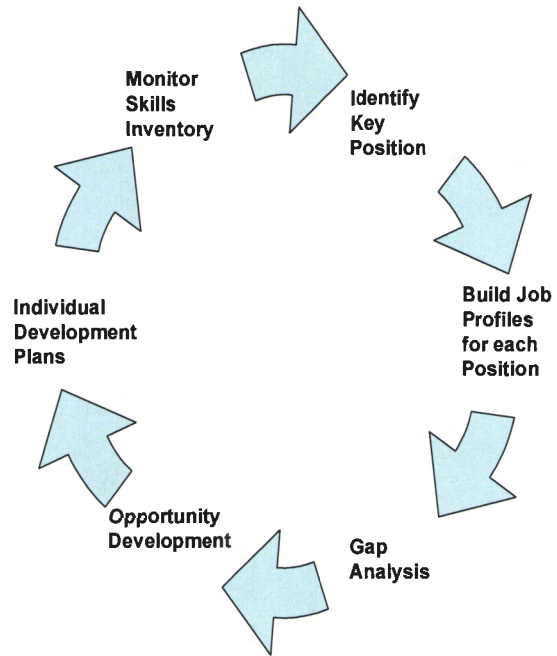 Monitor
Skills
Inventory
Identify
Key
Position
Build Job
Profiles
for each
Position
Gap
Analysis
Opportunity
Development
Individual
Development
Plans